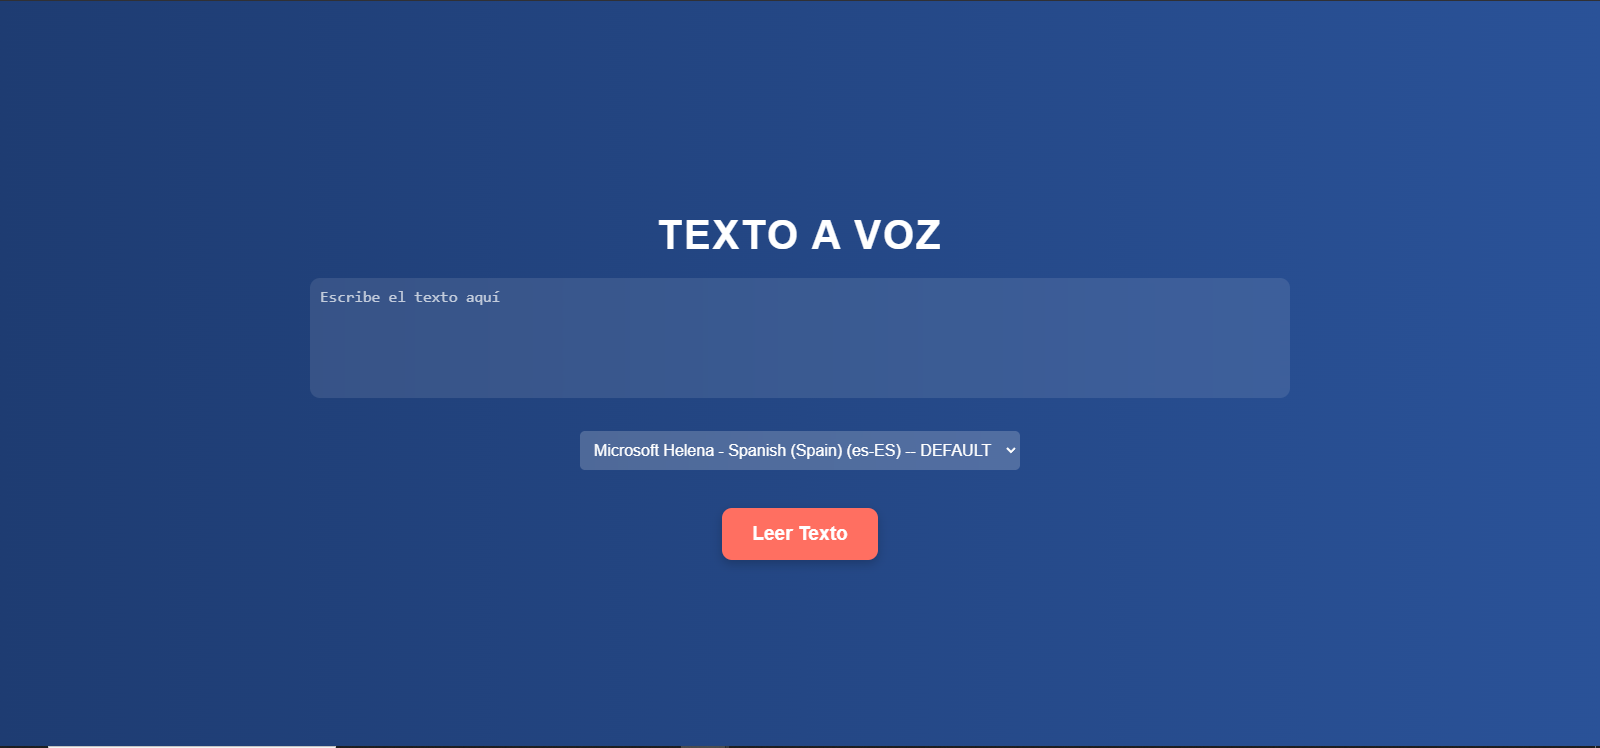 TEXTO A VOZ
Escribe el texto aquí
Microsoft Helena - Spanish (Spain) (es-ES) -- DEFAULT
Leer Texto